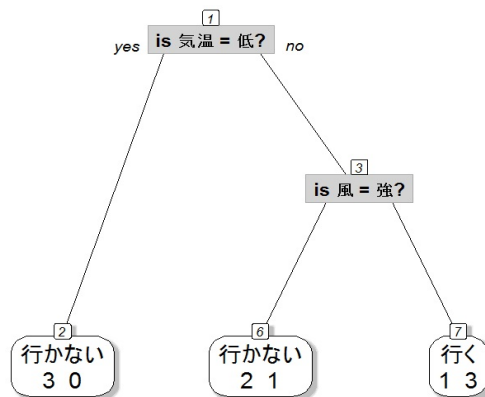 1
yes is 気温 = 低? no
3
is 風 = 強?
2
行かない
3 0
6
行かない
2 1
7
行く
1 3